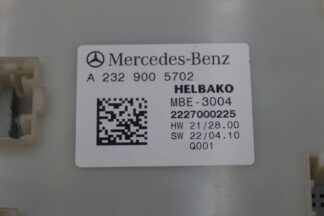 Mercedes-Benz
A 232 900 5702
HELBAKO
MBE-3004
2227000225
HW 21/28.00
SW 22/04.10
Q001